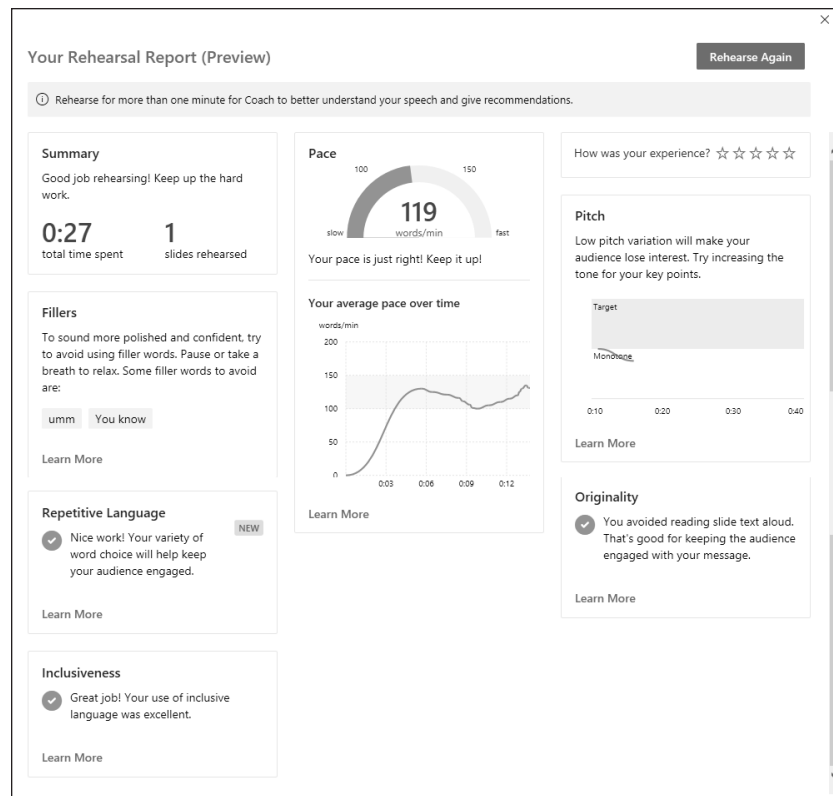 Your Rehearsal Report (Preview)
Rehearse Again
Rehearse for more than one minute for Coach to better understand your speech and give recommendations.
Summary
Good job rehearsing! Keep up the hard
work.
0:27
total time spent
1
slides rehearsed
Fillers
To sound more polished and confident, try
to avoid using filler words. Pause or take a
breath to relax. Some filler words to avoid
are:
umm
You know
Learn More
Repetitive Language
NEW
Nice work! Your variety of
word choice will help keep
your audience engaged.
Learn More
Inclusiveness
Great job! Your use of inclusive
language was excellent.
Learn More
Pace
100
150
119
slow
words/min
fast
Your pace is just right! Keep it up!
Your average pace over time
words/min
200
150
100
50
0
0:03
0:06
0:09
0:12
Learn More
How was your experience?
Pitch
Low pitch variation will make your
audience lose interest. Try increasing the
tone for your key points.
Target
Monotone
0:10
0:20
0:30
0:40
Learn More
Originality
You avoided reading slide text aloud.
That's good for keeping the audience
engaged with your message.
Learn More